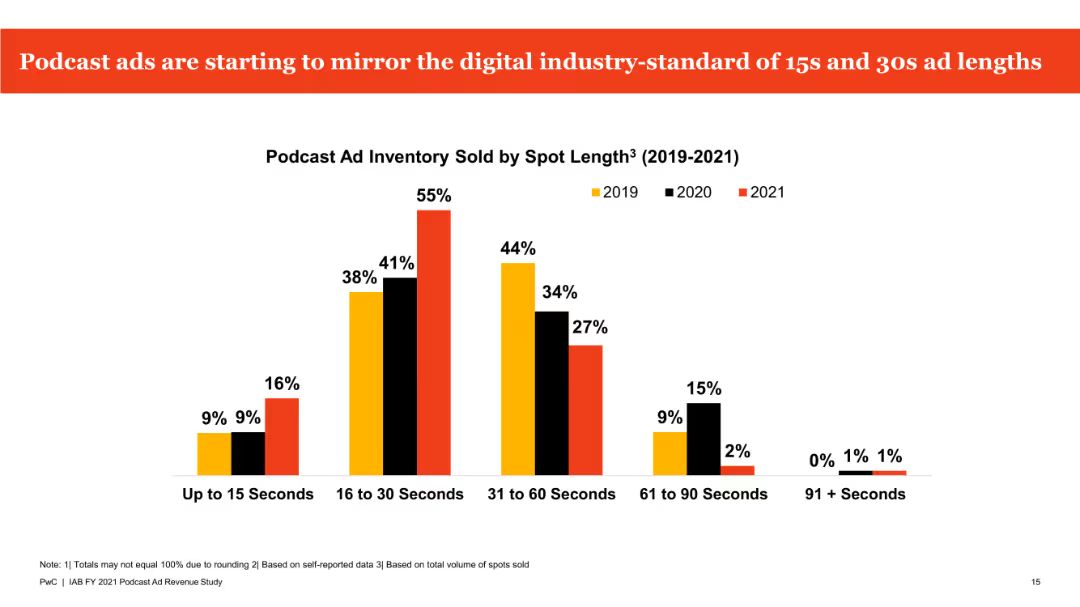 Podcast ads are starting to mirror the digital industry-standard of 15s and 30s ad lengths
Podcast Ad Inventory Sold by Spot Length³ (2019-2021)
2019 2020 2021
9% 9% 16%
38% 41% 55%
44% 34% 27%
9% 15% 2%
0% 1% 1%
Up to 15 Seconds 16 to 30 Seconds 31 to 60 Seconds 61 to 90 Seconds 91 + Seconds
Note: 1| Totals may not equal 100% due to rounding 2| Based on self-reported data 3| Based on total volume of spots sold
PwC | IAB FY 2021 Podcast Ad Revenue Study
15